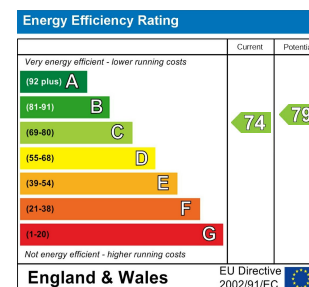 Energy Efficiency Rating
Current Potentia
Very energy efficient - lower running costs
(92 plus) A
(81-91) B
(69-80) C
(55-68) D
(39-54) E
(21-38) F
(1-20) G
74
79
Not energy efficient - higher running costs
England & Wales
EU Directive
2002/91/EC